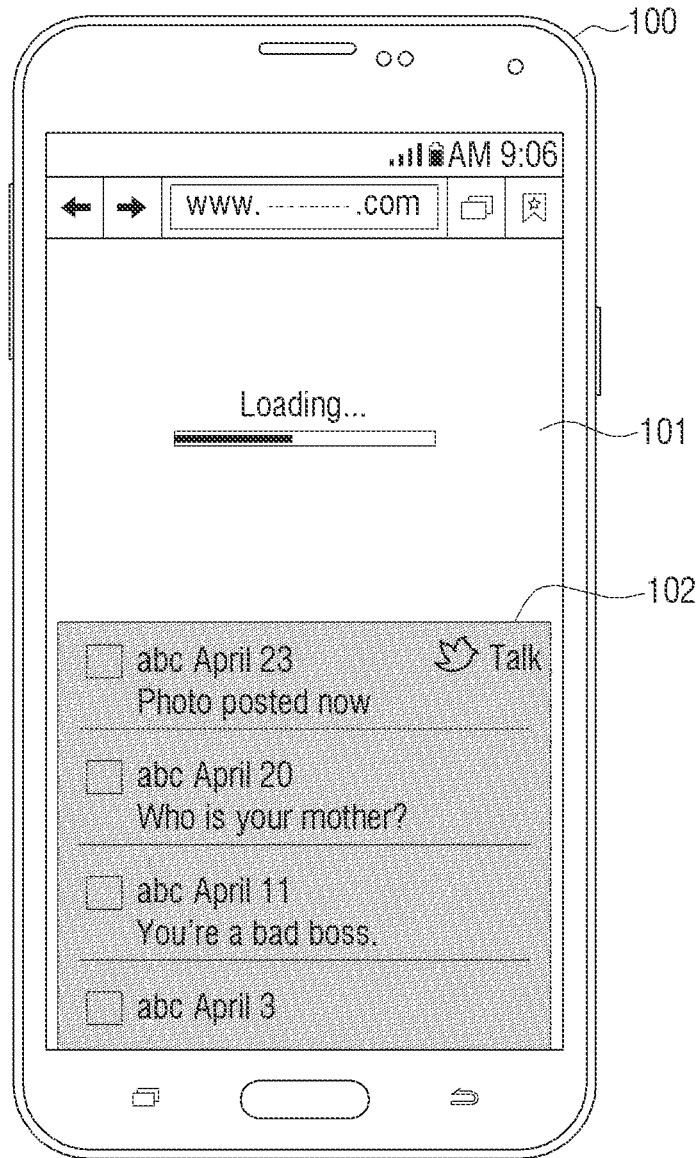 100
AM 9:06
www. .com
Loading...
101
102
abc April 23 Talk
Photo posted now
abc April 20
Who is your mother?
abc April 11
You're a bad boss.
abc April 3